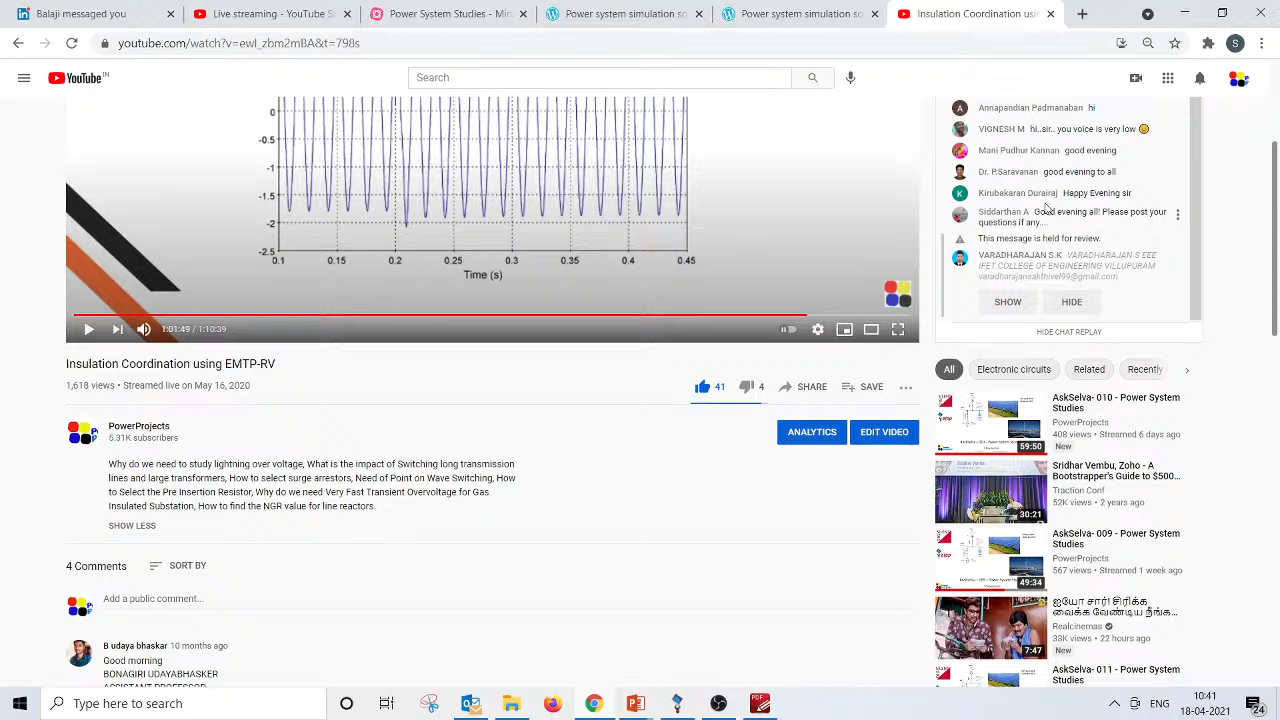 Balaji S
Live Streaming - YouTube S
Power System Studies - Mir
Power system simulation so
Power system simulation so
Insulation Coordination usi
youtube.com/watch?v=ewl_zbm2mBA&t=798s
S
YouTube IN
Search
0
-0.5
-1
-1.5
-2
-2.5
0.1 0.15 0.2 0.25 0.3 0.35 0.4 0.45
Time (s)
1:01:49 / 1:10:39
Annapandian Padmanaban hi
VIGNESH M hi..sir.. you voice is very low
Mani Pudhur Kannan good evening
Dr. P.Saravanan good evening to all
K Kirubakaran Durairaj Happy Evening sir
Siddarthan A Good evening all! Please post your
questions if any....
This message is held for review.
VARADHARAJAN S.K VARADHARAJAN.S EEE
IFET COLLEGE OF ENGINEERING VILLUPURAM
varadharajansakthivel99@gmail.com
SHOW HIDE
HIDE CHAT REPLAY
Insulation Coordination using EMTP-RV
1,618 views • Streamed live on May 16, 2020
41 4 SHARE SAVE
PowerProjects
5.31K subscribers
ANALYTICS EDIT VIDEO
Why do we need to study lightning over voltage, What is the impact of Switching long transmission
lines and large transformers, How to select surge arresters, Need of Point on Wave Switching, How
to Select the Pre Insertion Resistor, Why do we need Very Fast Transient Overvoltage for Gas
Insulated Substation, How to find the NGR value for line reactors.
SHOW LESS
4 Comments SORT BY
Add a public comment...
B udaya bhaskar 10 months ago
Good morning
BONAGIRI UDAYABHASKER
ASSISTANT PROFESSOR
All Electronic circuits Related Recently
AskSelva- 010 - Power System
Studies
PowerProjects
408 views • Streamed 6 days ago
New
59:50
Sridhar Vembu, Zoho - A
Bootstrapper's Guide to $500...
Traction Conf
52K views • 2 years ago
30:21
AskSelva- 009 - Power System
Studies
PowerProjects
567 views • Streamed 1 week ago
49:34
ஐயோ சார் இறக்க
வைக்க வேண்டிய நீங்க...
Realcinemas
33K views • 22 hours ago
New
7:47
AskSelva- 011 - Power System
Studies
Type here to search
PDF
ENG
10:41
18-04-2021
24